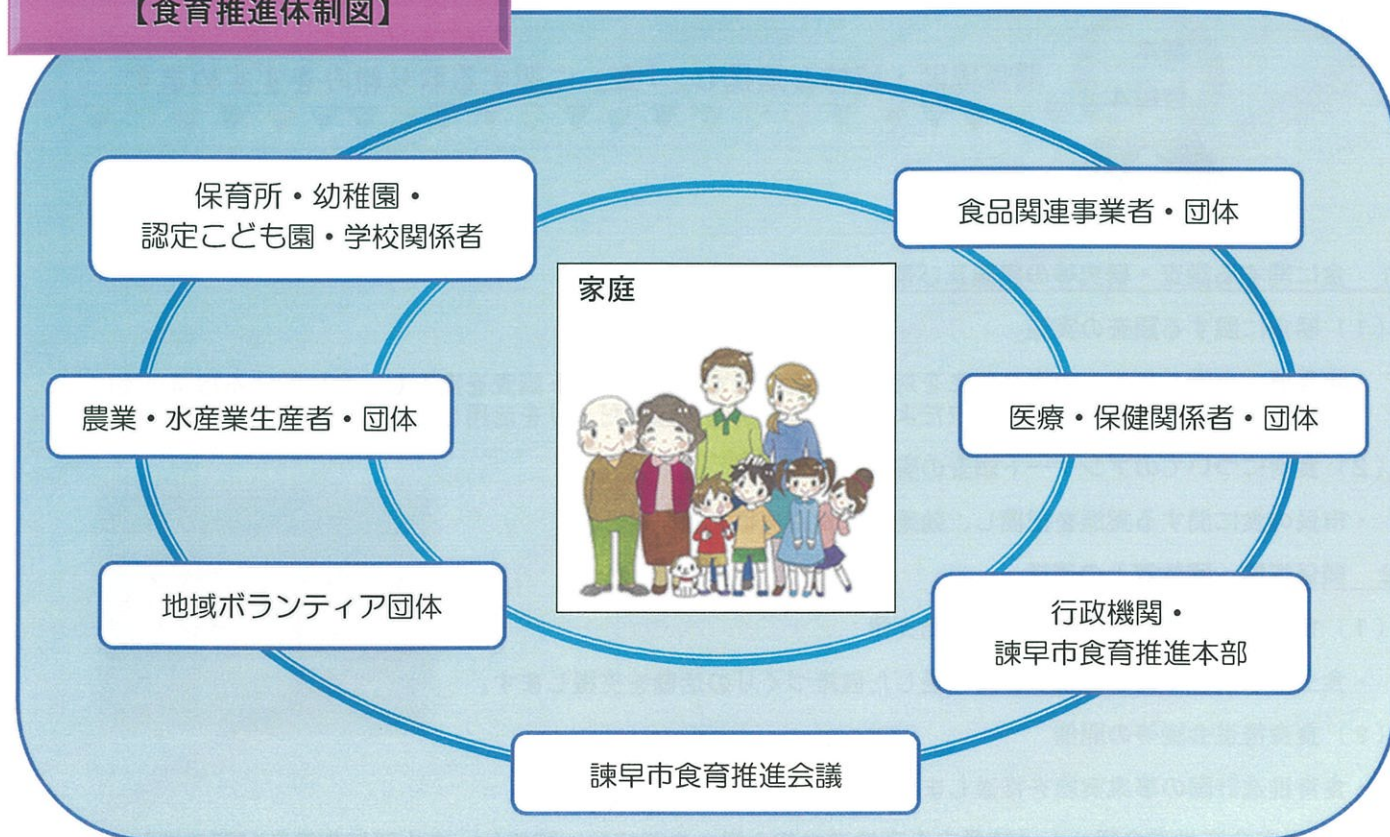 【食育推進体制図】
保育所・幼稚園・
認定こども園・学校関係者
食品関連事業者・団体
家庭
農業・水産業生産者・団体
医療・保健関係者・団体
地域ボランティア団体
行政機関・
諫早市食育推進本部
諫早市食育推進会議